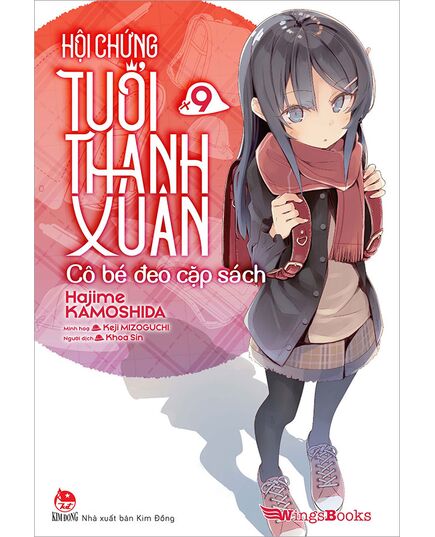 HỘI CHỨNG
TUỔI
THANH
XUÂN
×9
Cô bé đeo cặp sách
Hajime
KAMOSHIDA
Minh họa Keji MIZOGUCHI
Người dịch Khoa Sin
KIM ĐỒNG
Nhà xuất bản Kim Đồng
WingsBooks